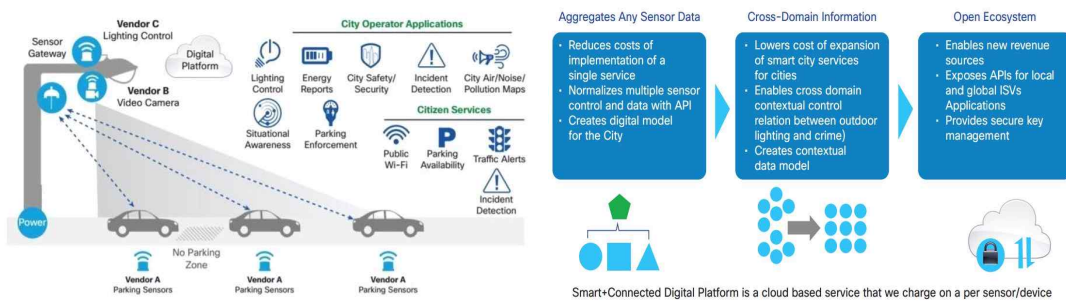 Vendor C
Lighting Control
Sensor
Gateway
Digital
Platform
Vendor B
Video Camera
Power
No Parking
Zone
Vendor A
Parking Sensors
Vendor A
Parking Sensors
Vendor A
Parking Sensors
City Operator Applications
Lighting
Control
Energy
Reports
City Safety/
Security
Incident
Detection
City Air/Noise/
Pollution Maps
Situational
Awareness
Parking
Enforcement
Citizen Services
Public
Wi-Fi
P
Parking
Availability
Traffic Alerts
Incident
Detection
Aggregates Any Sensor Data
• Reduces costs of
implementation of a
single service
• Normalizes multiple sensor
control and data with API
• Creates digital model
for the City
Cross-Domain Information
• Lowers cost of expansion
of smart city services
for cities
• Enables cross domain
contextual control
relation between outdoor
lighting and crime)
• Creates contextual
data model
Open Ecosystem
• Enables new revenue
sources
• Exposes APIs for local
and global ISVs
Applications
• Provides secure key
management
Smart+Connected Digital Platform is a cloud based service that we charge on a per sensor/device